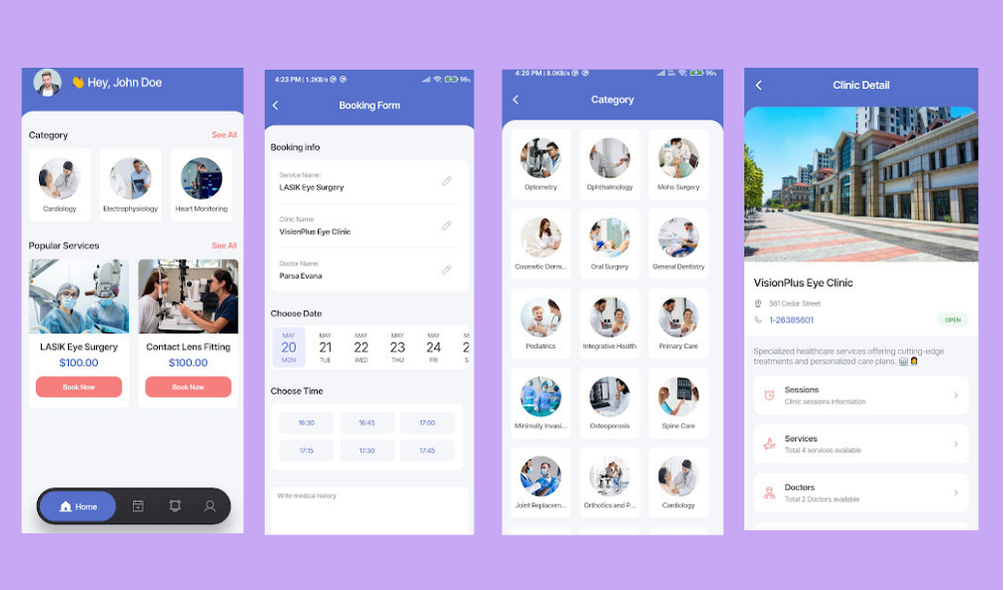 👋 Hey, John Doe
Category
See All
Cardiology
Electrophysiology
Heart Monitoring
Popular Services
See All
LASIK Eye Surgery
$100.00
Book Now
Contact Lens Fitting
$100.00
Book Now
Home
4:23 PM | 1.2KB/s
96%
Booking Form
Booking info
Service Name:
LASIK Eye Surgery
Clinic Name:
VisionPlus Eye Clinic
Doctor Name:
Parsa Evana
Choose Date
MAY MAY MAY MAY MAY M
20 21 22 23 24 2
MON TUE WED THU FRI S
Choose Time
16:30 16:45 17:00
17:15 17:30 17:45
Write medical history
4:20 PM | 8.0KB/s
96%
Category
Optometry
Ophthalmology
Mohs Surgery
Cosmetic Derm...
Oral Surgery
General Dentistry
Pediatrics
Integrative Health
Primary Care
Minimally Invasi...
Osteoporosis
Spine Care
Joint Replacem...
Orthotics and P...
Cardiology
Clinic Detail
VisionPlus Eye Clinic
561 Cedar Street
1-26385601
OPEN
Specialized healthcare services offering cutting-edge
treatments and personalized care plans.
Sessions
Clinic sessions information
Services
Total 4 services available
Doctors
Total 2 Doctors available